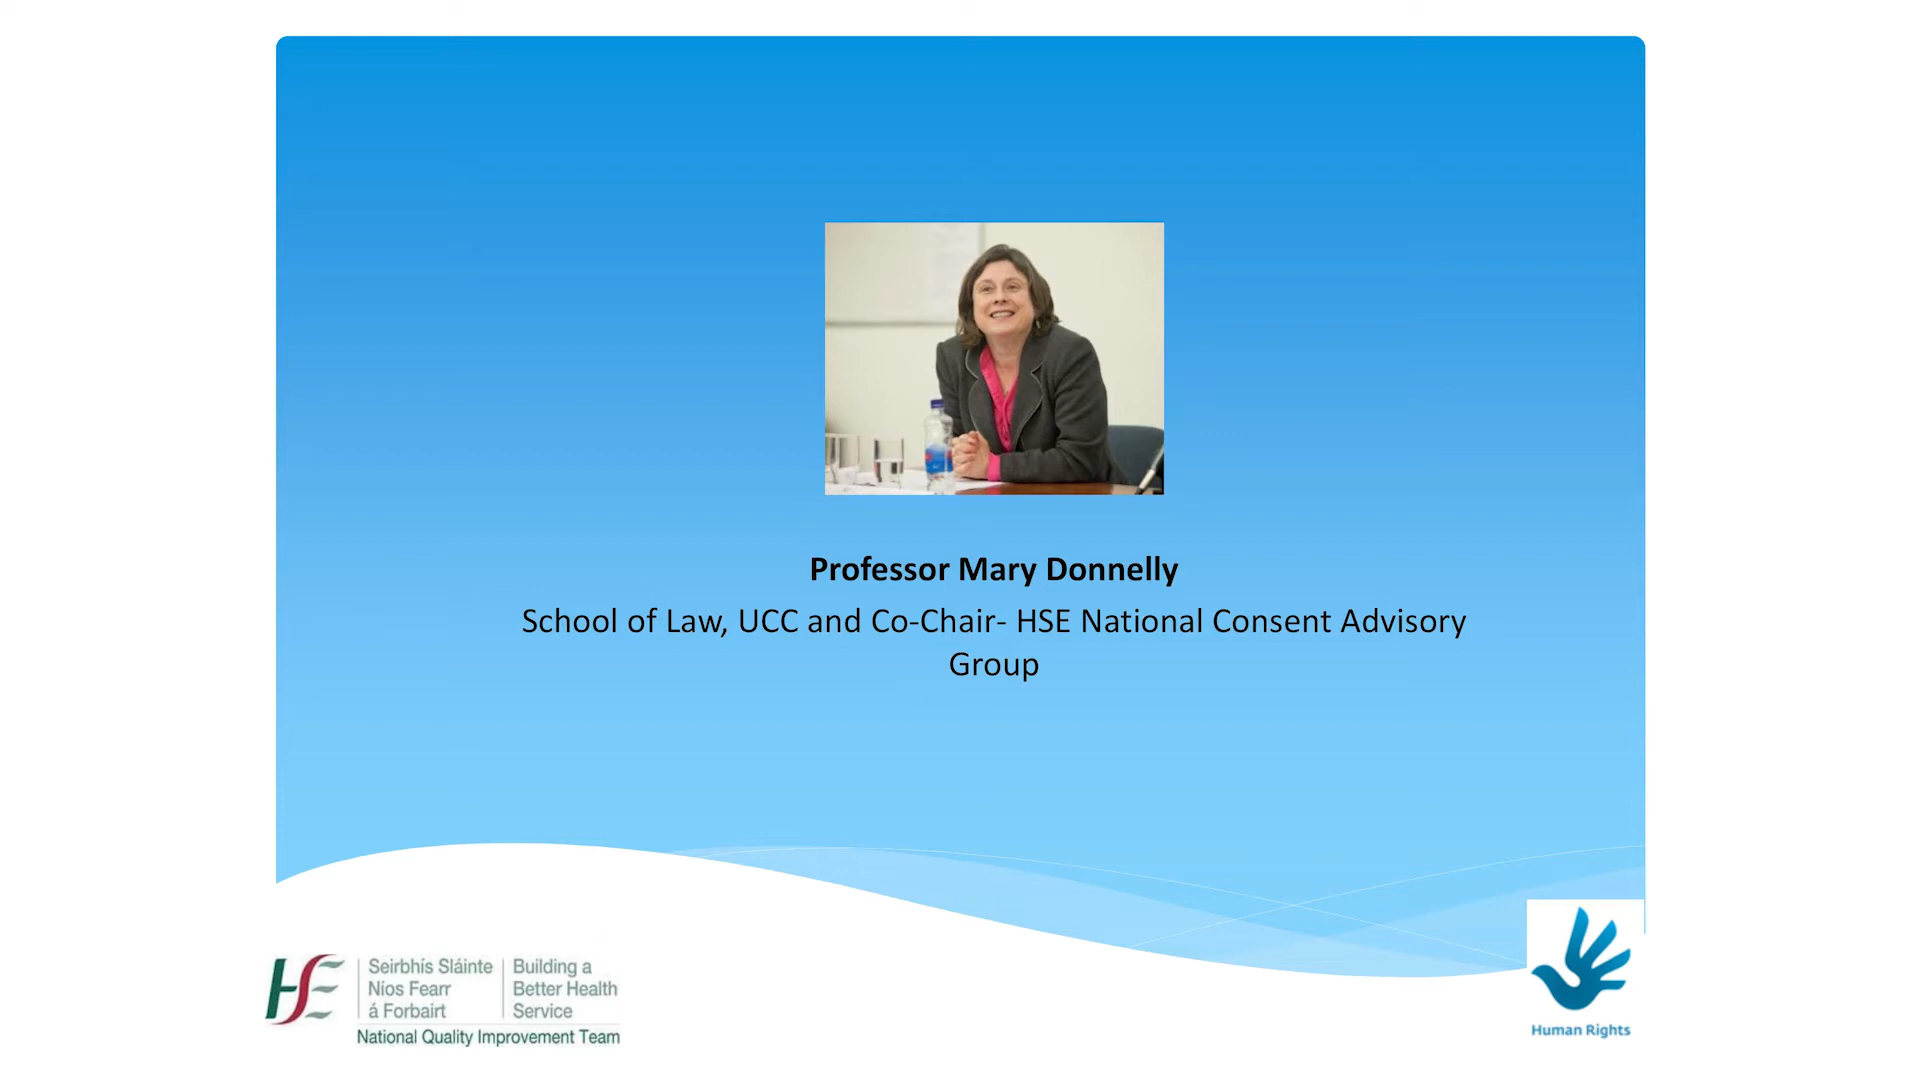 Professor Mary Donnelly
School of Law, UCC and Co-Chair- HSE National Consent Advisory
Group
Seirbhís Sláinte
Níos Fearr
á Forbairt
Building a
Better Health
Service
National Quality Improvement Team
Human Rights